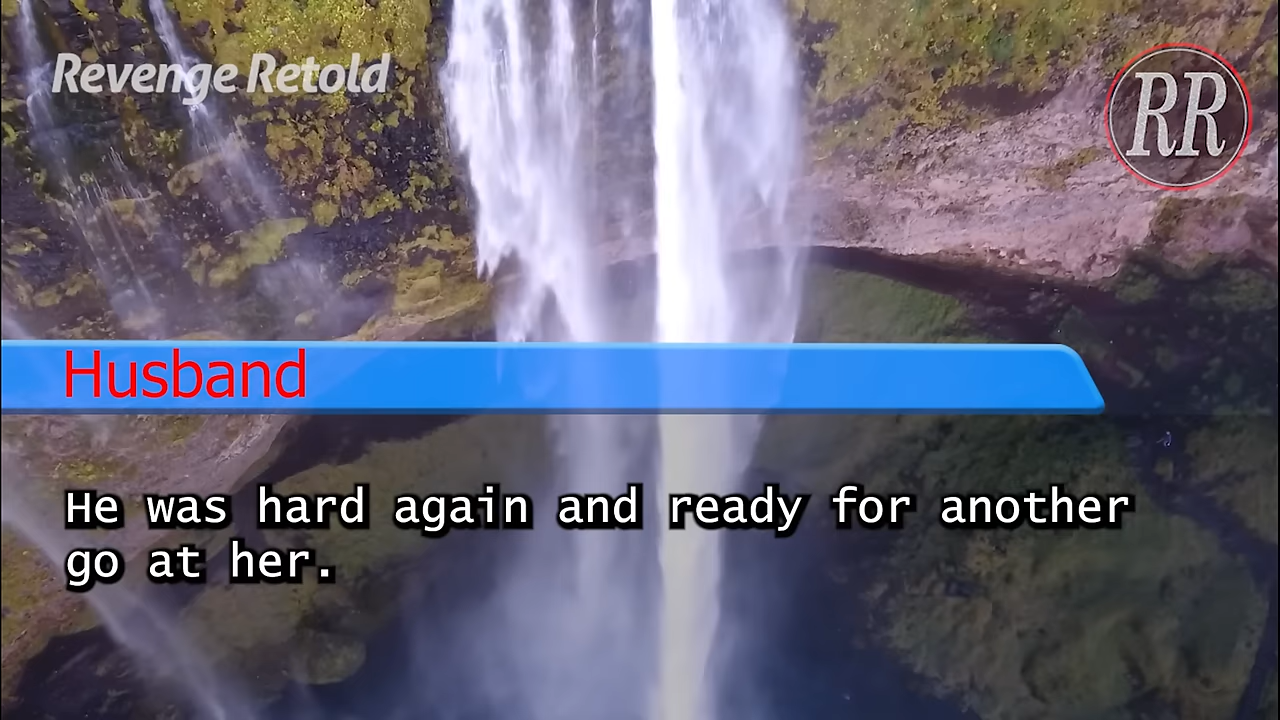 Revenge Retold
RR
Husband
He was hard again and ready for another
go at her.